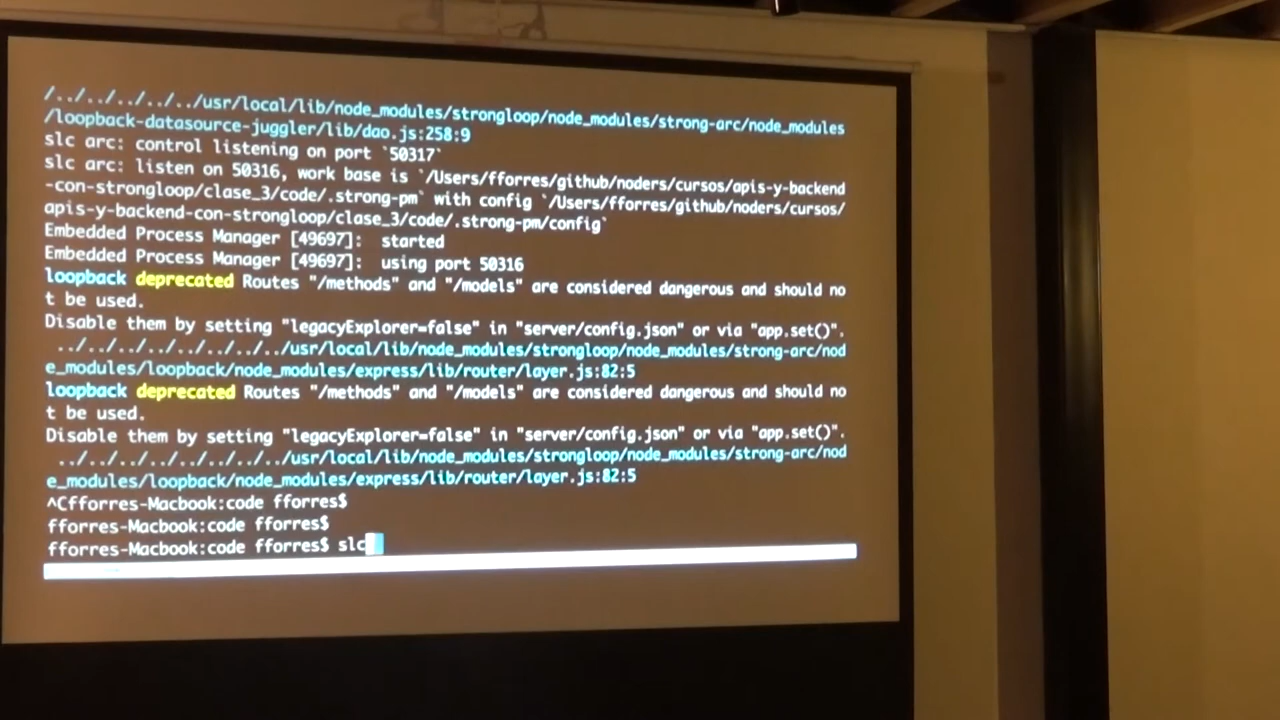 /../../../../../usr/local/lib/node_modules/strongloop/node_modules/strong-arc/node_modules
/loopback-datasource-juggler/lib/dao.js:258:9
slc arc: control listening on port `50317`
slc arc: listen on 50316, work base is `/Users/fforres/github/noders/cursos/apis-y-backend
-con-strongloop/clase_3/code/.strong-pm` with config `/Users/fforres/github/noders/cursos/
apis-y-backend-con-strongloop/clase_3/code/.strong-pm/config`
Embedded Process Manager [49697]:  started
Embedded Process Manager [49697]:  using port 50316
loopback deprecated Routes "/methods" and "/models" are considered dangerous and should no
t be used.
Disable them by setting "legacyExplorer=false" in "server/config.json" or via "app.set()".
 ../../../../../../../../usr/local/lib/node_modules/strongloop/node_modules/strong-arc/nod
e_modules/loopback/node_modules/express/lib/router/layer.js:82:5
loopback deprecated Routes "/methods" and "/models" are considered dangerous and should no
t be used.
Disable them by setting "legacyExplorer=false" in "server/config.json" or via "app.set()".
 ../../../../../../../../usr/local/lib/node_modules/strongloop/node_modules/strong-arc/nod
e_modules/loopback/node_modules/express/lib/router/layer.js:82:5
^Cfforres-Macbook:code fforres$
fforres-Macbook:code fforres$
fforres-Macbook:code fforres$ slc